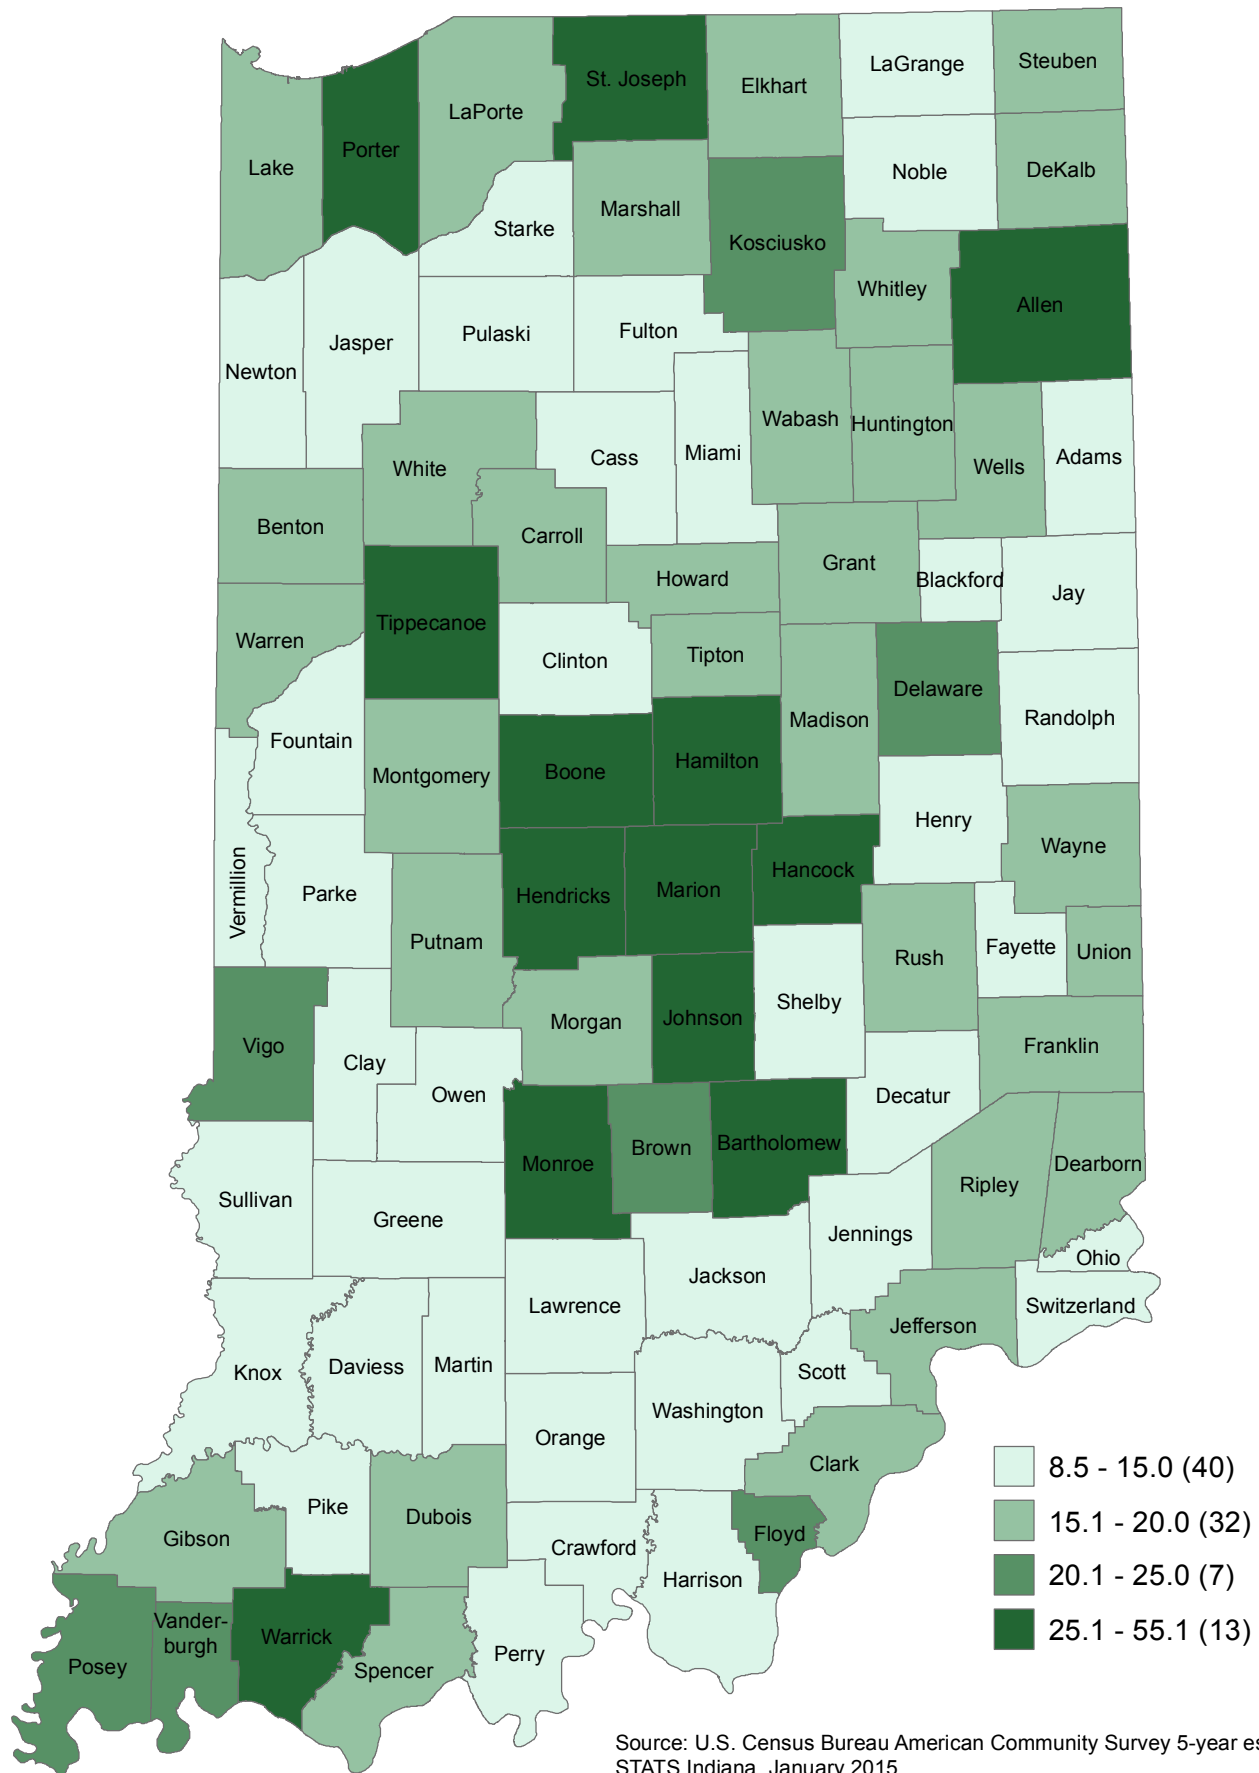 LaGrange
Steuben
St. Joseph
Elkhart
LaPorte
Porter
Lake
Noble
DeKalb
Marshall
Starke
Kosciusko
Whitley
Allen
Pulaski
Fulton
Jasper
Newton
Wabash
Huntington
Miami
Cass
White
Wells
Adams
Benton
Carroll
Grant
Howard
Blackford
Jay
Tippecanoe
Warren
Clinton
Tipton
Delaware
Madison
Randolph
Fountain
Montgomery
Boone
Hamilton
Henry
Wayne
Vermillion
Parke
Hendricks
Marion
Hancock
Putnam
Rush
Fayette
Union
Shelby
Morgan
Johnson
Vigo
Clay
Franklin
Owen
Decatur
Monroe
Brown
Bartholomew
Dearborn
Ripley
Sullivan
Greene
Jennings
Ohio
Jackson
Lawrence
Switzerland
Jefferson
Knox
Daviess
Martin
Scott
Washington
Orange
Clark
8.5 - 15.0 (40)
15.1 - 20.0 (32)
20.1 - 25.0 (7)
25.1 - 55.1 (13)
Pike
Dubois
Gibson
Crawford
Floyd
Harrison
Vander-
burgh
Warrick
Posey
Spencer
Perry
Source: U.S. Census Bureau American Community Survey 5-year es
STATS Indiana, January 2015